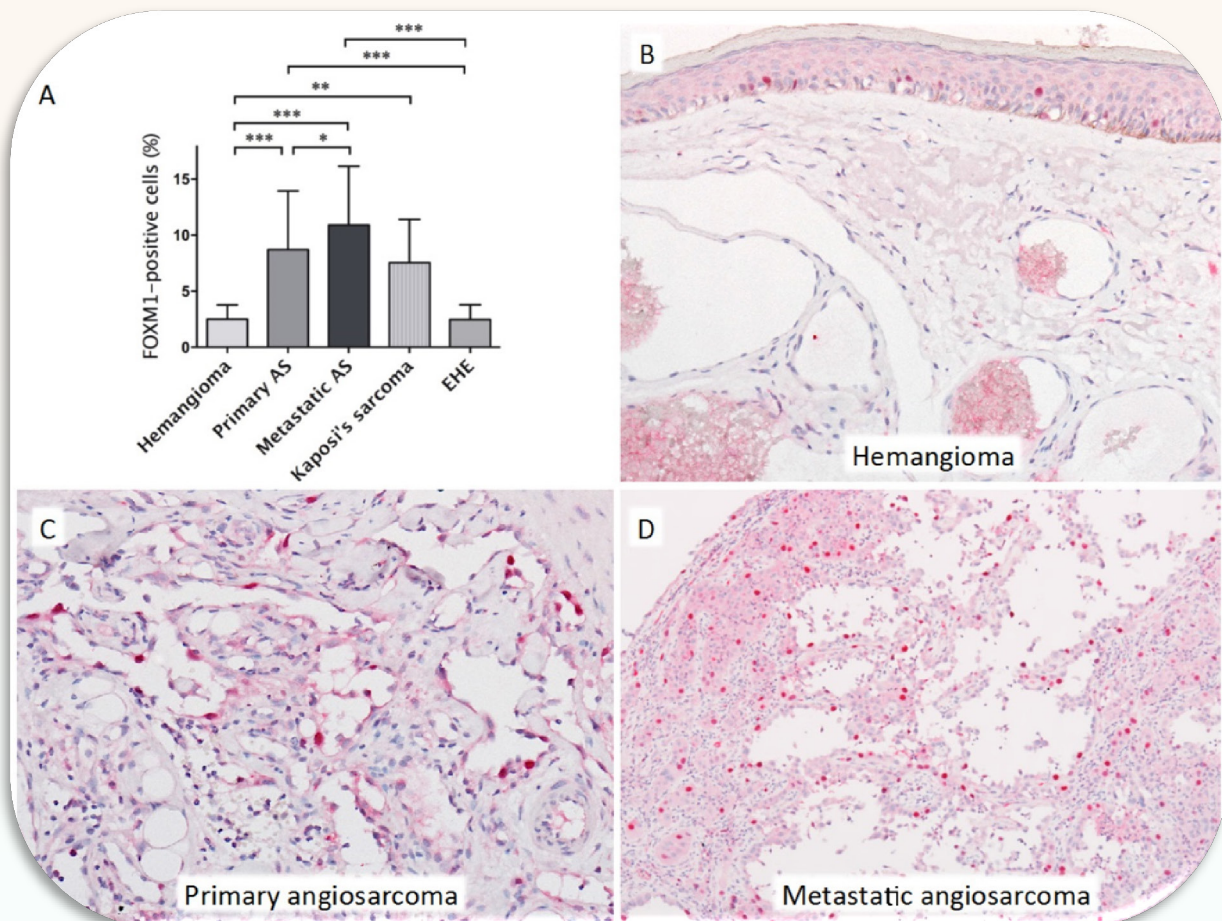 A
***
***
**
***
***
*
FOXM1-positive cells (%)
15
10
5
0
Hemangioma
Primary AS
Metastatic AS
Kaposi's sarcoma
EHE
B
Hemangioma
C
Primary angiosarcoma
D
Metastatic angiosarcoma